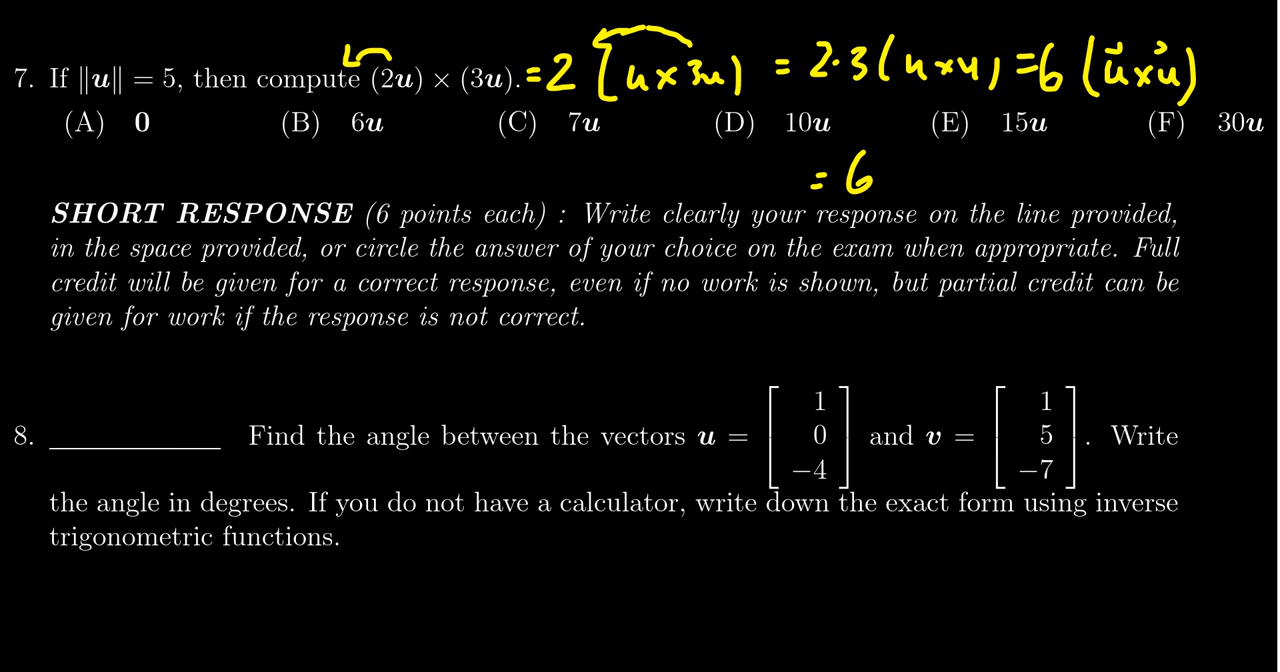 7. If ‖u‖ = 5, then compute (2u) × (3u). = 2 [u × 3u) = 2·3(u×u) = 6 (u⃗×u⃗)
(A) 0 (B) 6u (C) 7u (D) 10u (E) 15u (F) 30u
= 6
SHORT RESPONSE (6 points each) : Write clearly your response on the line provided,
in the space provided, or circle the answer of your choice on the exam when appropriate. Full
credit will be given for a correct response, even if no work is shown, but partial credit can be
given for work if the response is not correct.
8. ____________ Find the angle between the vectors u = [1 0 −4] and v = [1 5 −7]. Write
the angle in degrees. If you do not have a calculator, write down the exact form using inverse
trigonometric functions.